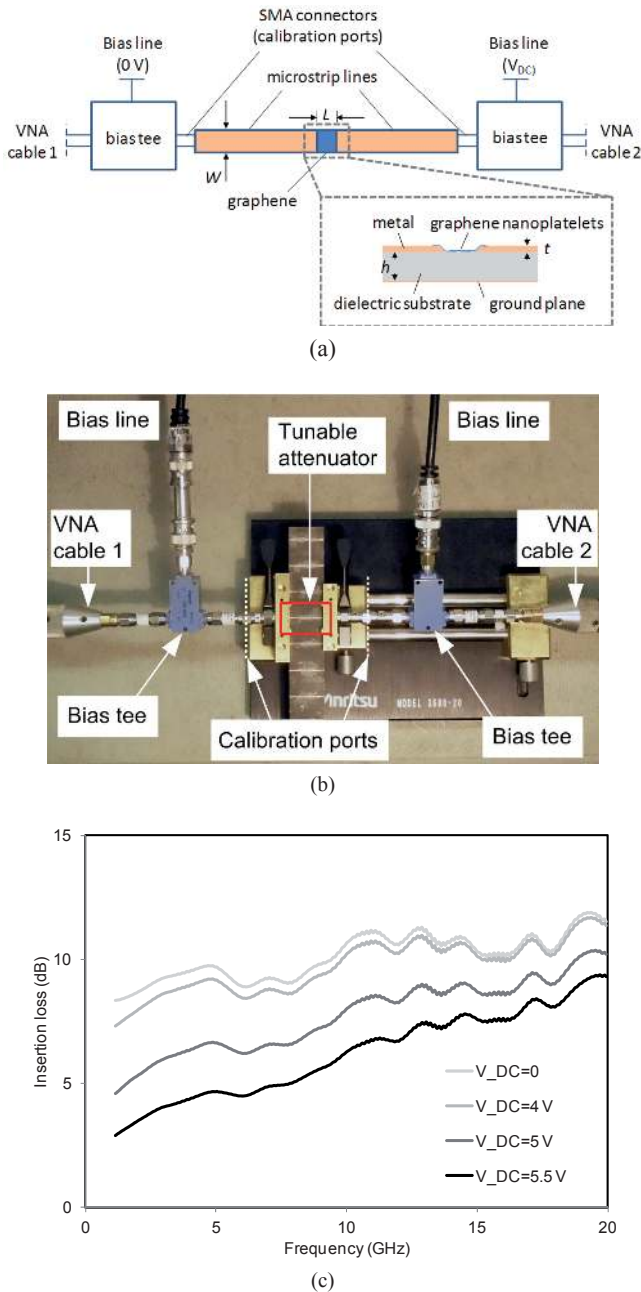 SMA connectors
(calibration ports)
Bias line
(0 V)
Bias line
(V_DC)
microstrip lines
L
VNA
cable 1
bias tee
bias tee
VNA
cable 2
W
graphene
metal
graphene nanoplatelets
t
h
dielectric substrate
ground plane
(a)
Bias line
Tunable
attenuator
Bias line
VNA
cable 1
VNA
cable 2
Bias tee
Anritsu MODEL 3680-20
Calibration ports
Bias tee
(b)
15
10
5
0
Insertion loss (dB)
V_DC=0
V_DC=4 V
V_DC=5 V
V_DC=5.5 V
0
5
10
15
20
Frequency (GHz)
(c)